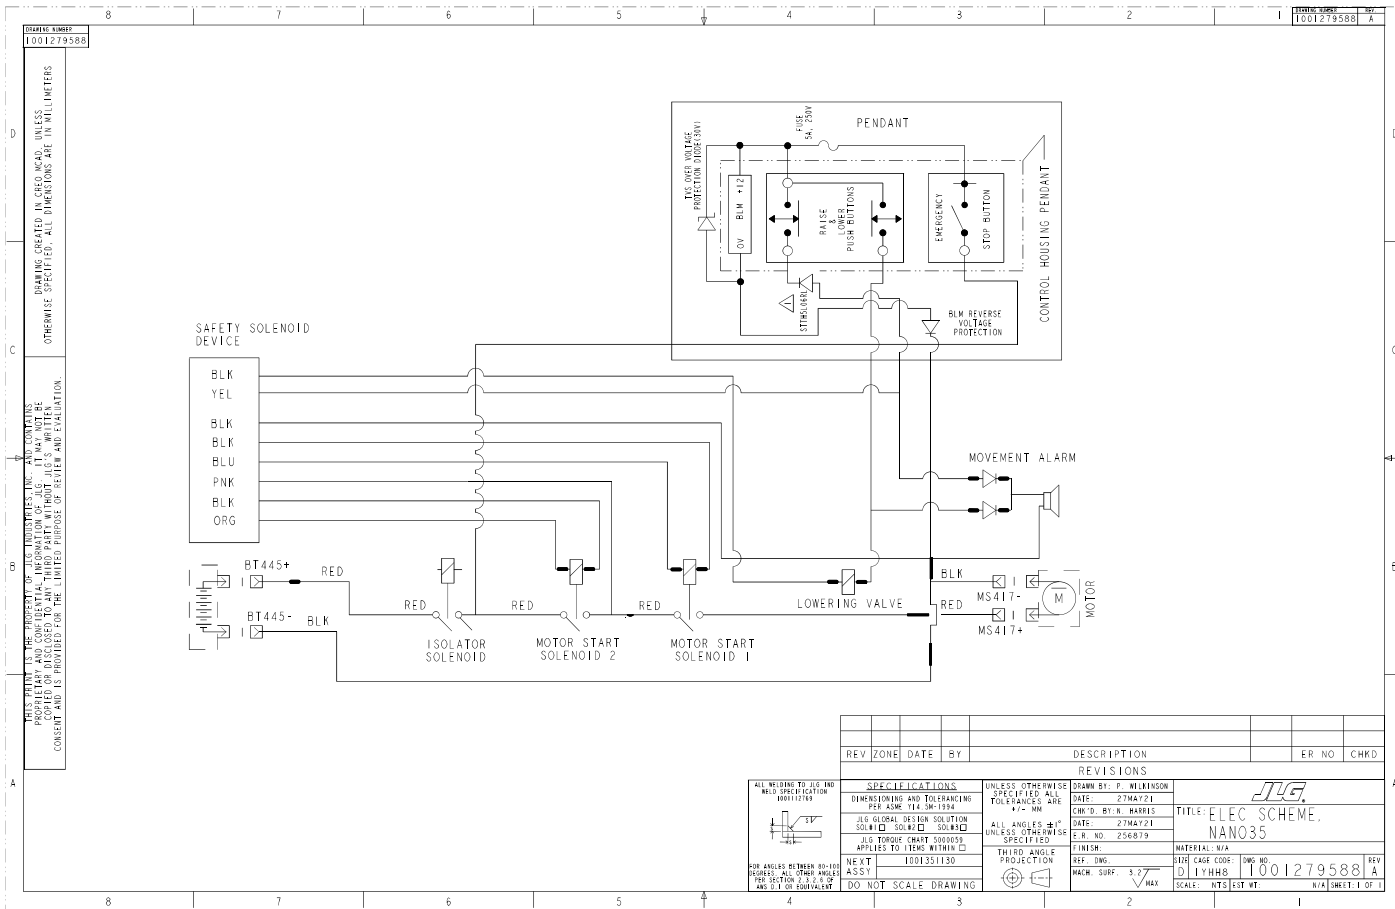 8 7 6 5 4 3 2 1
DRAWING NUMBER
1001279588
DRAWING NUMBER REV.
1001279588 A
D
C
B
A
DRAWING CREATED IN CREO MCAD, UNLESS
OTHERWISE SPECIFIED, ALL DIMENSIONS ARE IN MILLIMETERS
THIS PRINT IS THE PROPERTY OF JLG INDUSTRIES, INC. AND CONTAINS
PROPRIETARY AND CONFIDENTIAL INFORMATION OF JLG. IT MAY NOT BE
COPIED OR DISCLOSED TO ANY THIRD PARTY WITHOUT JLG'S WRITTEN
CONSENT AND IS PROVIDED FOR THE LIMITED PURPOSE OF REVIEW AND EVALUATION.
PENDANT
FUSE
5A, 250V
TVS OVER VOLTAGE
PROTECTION DIODE(30V)
0V BLM +12
RAISE
&
LOWER
PUSH BUTTONS
EMERGENCY
STOP BUTTON
CONTROL HOUSING PENDANT
1
STTH5L06RL
BLM REVERSE
VOLTAGE
PROTECTION
SAFETY SOLENOID
DEVICE
BLK
YEL
BLK
BLK
BLU
PNK
BLK
ORG
MOVEMENT ALARM
BT445+
1
RED
BT445-
1
BLK
RED
RED
RED
ISOLATOR
SOLENOID
MOTOR START
SOLENOID 2
MOTOR START
SOLENOID 1
LOWERING VALVE
BLK
1
MS417-
RED
1
MS417+
M
MOTOR
REV ZONE DATE BY DESCRIPTION ER NO CHKD
REVISIONS
ALL WELDING TO JLG IND
WELD SPECIFICATION
1001112769
FOR ANGLES BETWEEN 80-100
DEGREES. ALL OTHER ANGLES
PER SECTION 2.3.2.6 OF
AWS D.1 OR EQUIVALENT
SPECIFICATIONS
DIMENSIONING AND TOLERANCING
PER ASME Y14.5M-1994
JLG GLOBAL DESIGN SOLUTION
SOL#1 SOL#2 SOL#3
JLG TORQUE CHART 5000059
APPLIES TO ITEMS WITHIN
NEXT
ASSY
1001351130
DO NOT SCALE DRAWING
UNLESS OTHERWISE
SPECIFIED ALL
TOLERANCES ARE
+/- MM
ALL ANGLES ±1°
UNLESS OTHERWISE
SPECIFIED
THIRD ANGLE
PROJECTION
DRAWN BY: P. WILKINSON
DATE: 27MAY21
CHK'D. BY:N. HARRIS
DATE: 27MAY21
E.R. NO. 256879
FINISH:
REF. DWG.
MACH. SURF. 3.2
MAX
JLG
TITLE: ELEC SCHEME,
NANO35
MATERIAL: N/A
SIZE CAGE CODE: DWG NO. REV
D 1YHH8 1001279588 A
SCALE: NTS EST WT: N/A SHEET:1 OF 1
8 7 6 5 4 3 2 1